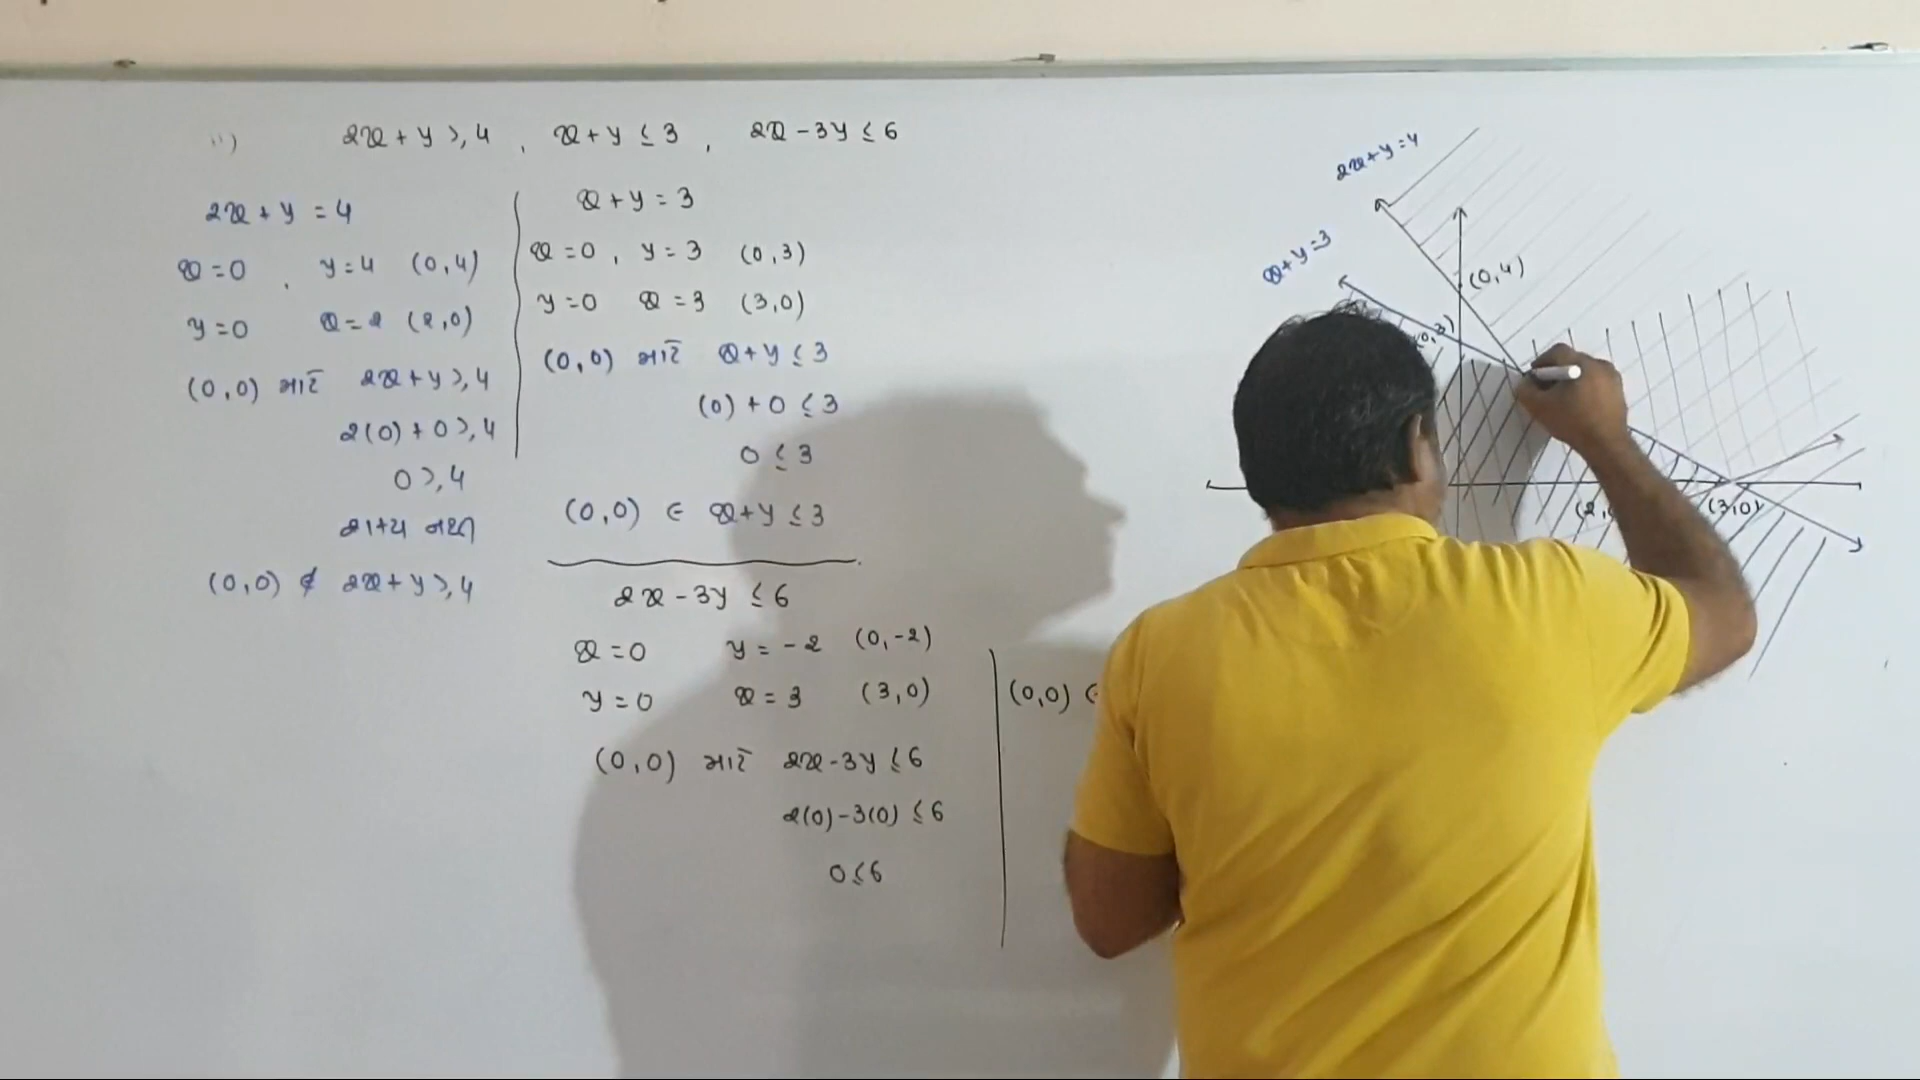 ii) 2x + y ≥ 4 , x + y ≤ 3 , 2x - 3y ≤ 6
2x + y = 4
x = 0 , y = 4 (0,4)
y = 0 x = 2 (2,0)
(0,0) માટે 2x + y ≥ 4
2(0) + 0 ≥ 4
0 ≥ 4
સત્ય નથી
(0,0) ∉ 2x + y ≥ 4
x + y = 3
x = 0 , y = 3 (0,3)
y = 0 x = 3 (3,0)
(0,0) માટે x + y ≤ 3
(0) + 0 ≤ 3
0 ≤ 3
(0,0) ∈ x + y ≤ 3
2x - 3y ≤ 6
x = 0 y = -2 (0,-2)
y = 0 x = 3 (3,0)
(0,0) માટે 2x - 3y ≤ 6
2(0) - 3(0) ≤ 6
0 ≤ 6
(0,0) ∈
2x + y = 4
x + y = 3
(0,4)
(0,3)
(3,0)